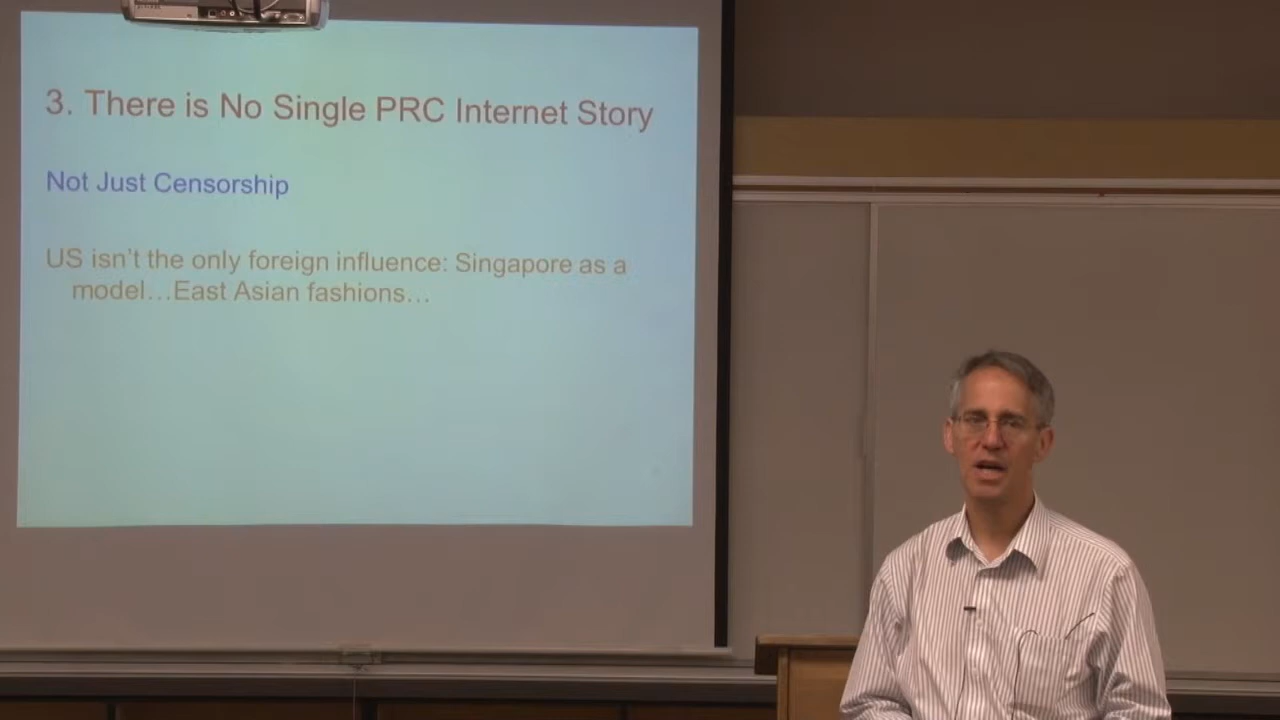 3. There is No Single PRC Internet Story
Not Just Censorship
US isn't the only foreign influence: Singapore as a
model…East Asian fashions…